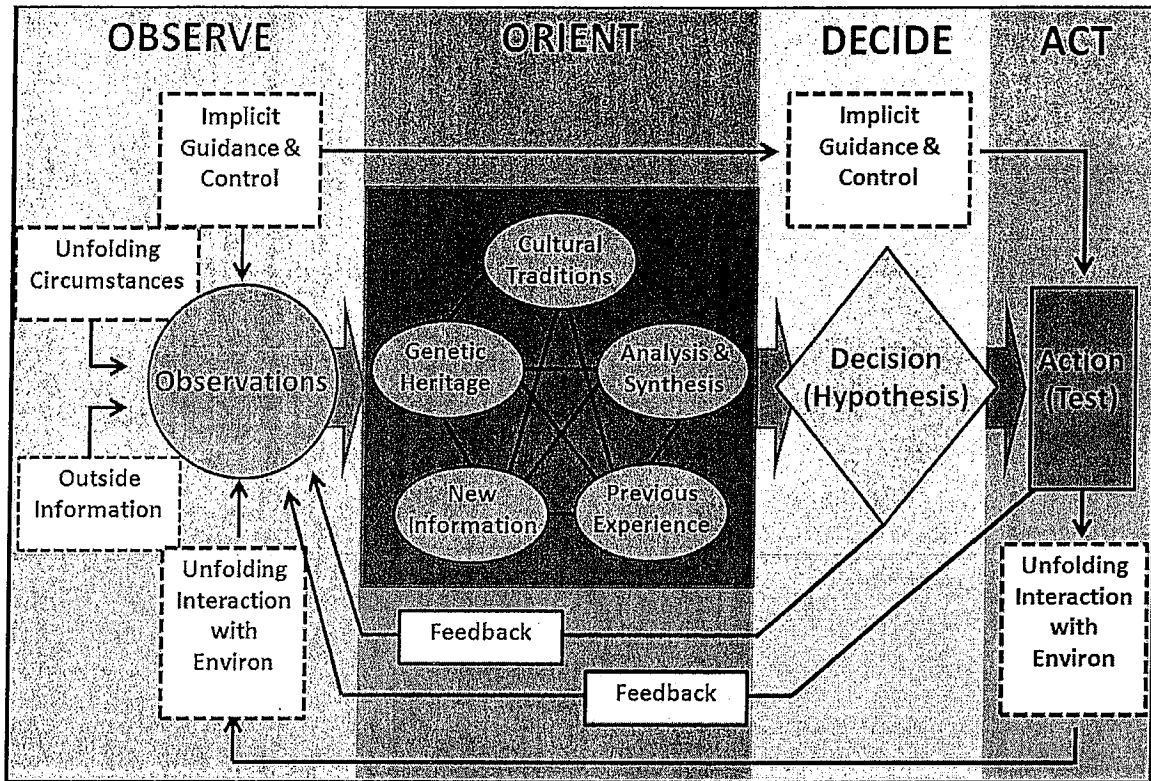 OBSERVE
ORIENT
DECIDE
ACT
Implicit
Guidance &
Control
Implicit
Guidance &
Control
Unfolding
Circumstances
Cultural
Traditions
Observations
Genetic
Heritage
Analysis &
Synthesis
Decision
(Hypothesis)
Action
(Test)
Outside
Information
New
Information
Previous
Experience
Unfolding
Interaction
with
Environ
Unfolding
Interaction
with
Environ
Feedback
Feedback